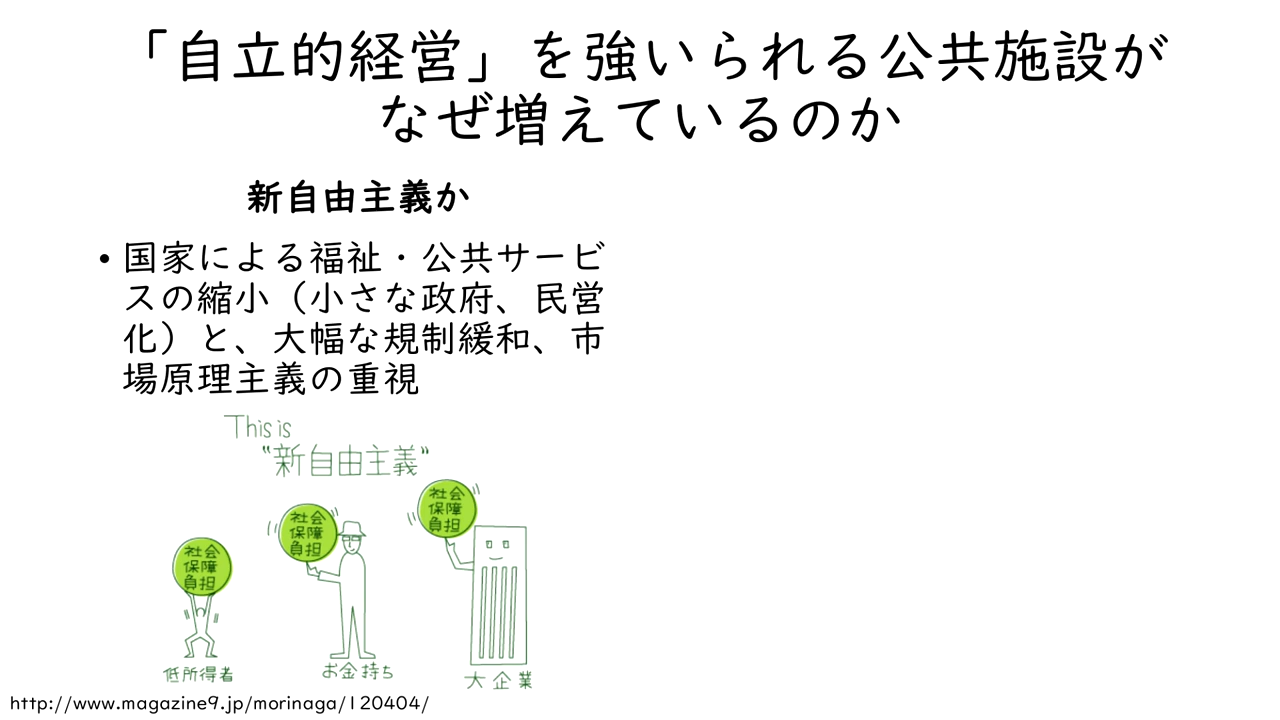 「自立的経営」を強いられる公共施設が
なぜ増えているのか
新自由主義か
• 国家による福祉・公共サービ
スの縮小（小さな政府、民営
化）と、大幅な規制緩和、市
場原理主義の重視
This is
“新自由主義”
社会
保障
負担
社会
保障
負担
社会
保障
負担
低所得者
お金持ち
大企業
http://www.magazine9.jp/morinaga/120404/